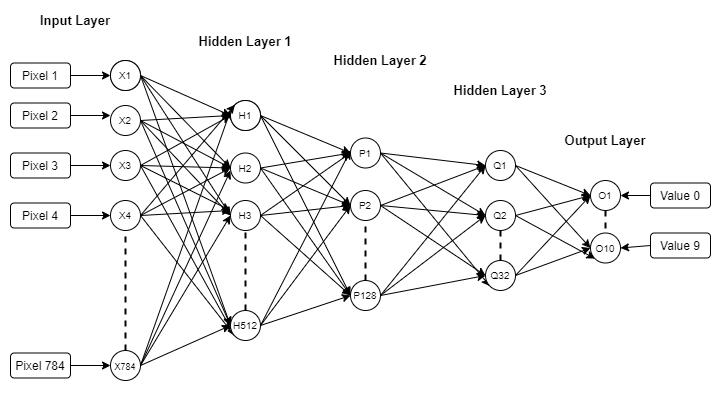 Input Layer
Hidden Layer 1
Hidden Layer 2
Hidden Layer 3
Output Layer
Pixel 1
Pixel 2
Pixel 3
Pixel 4
Pixel 784
X1
X2
X3
X4
X784
H1
H2
H3
H512
P1
P2
P128
Q1
Q2
Q32
O1
O10
Value 0
Value 9